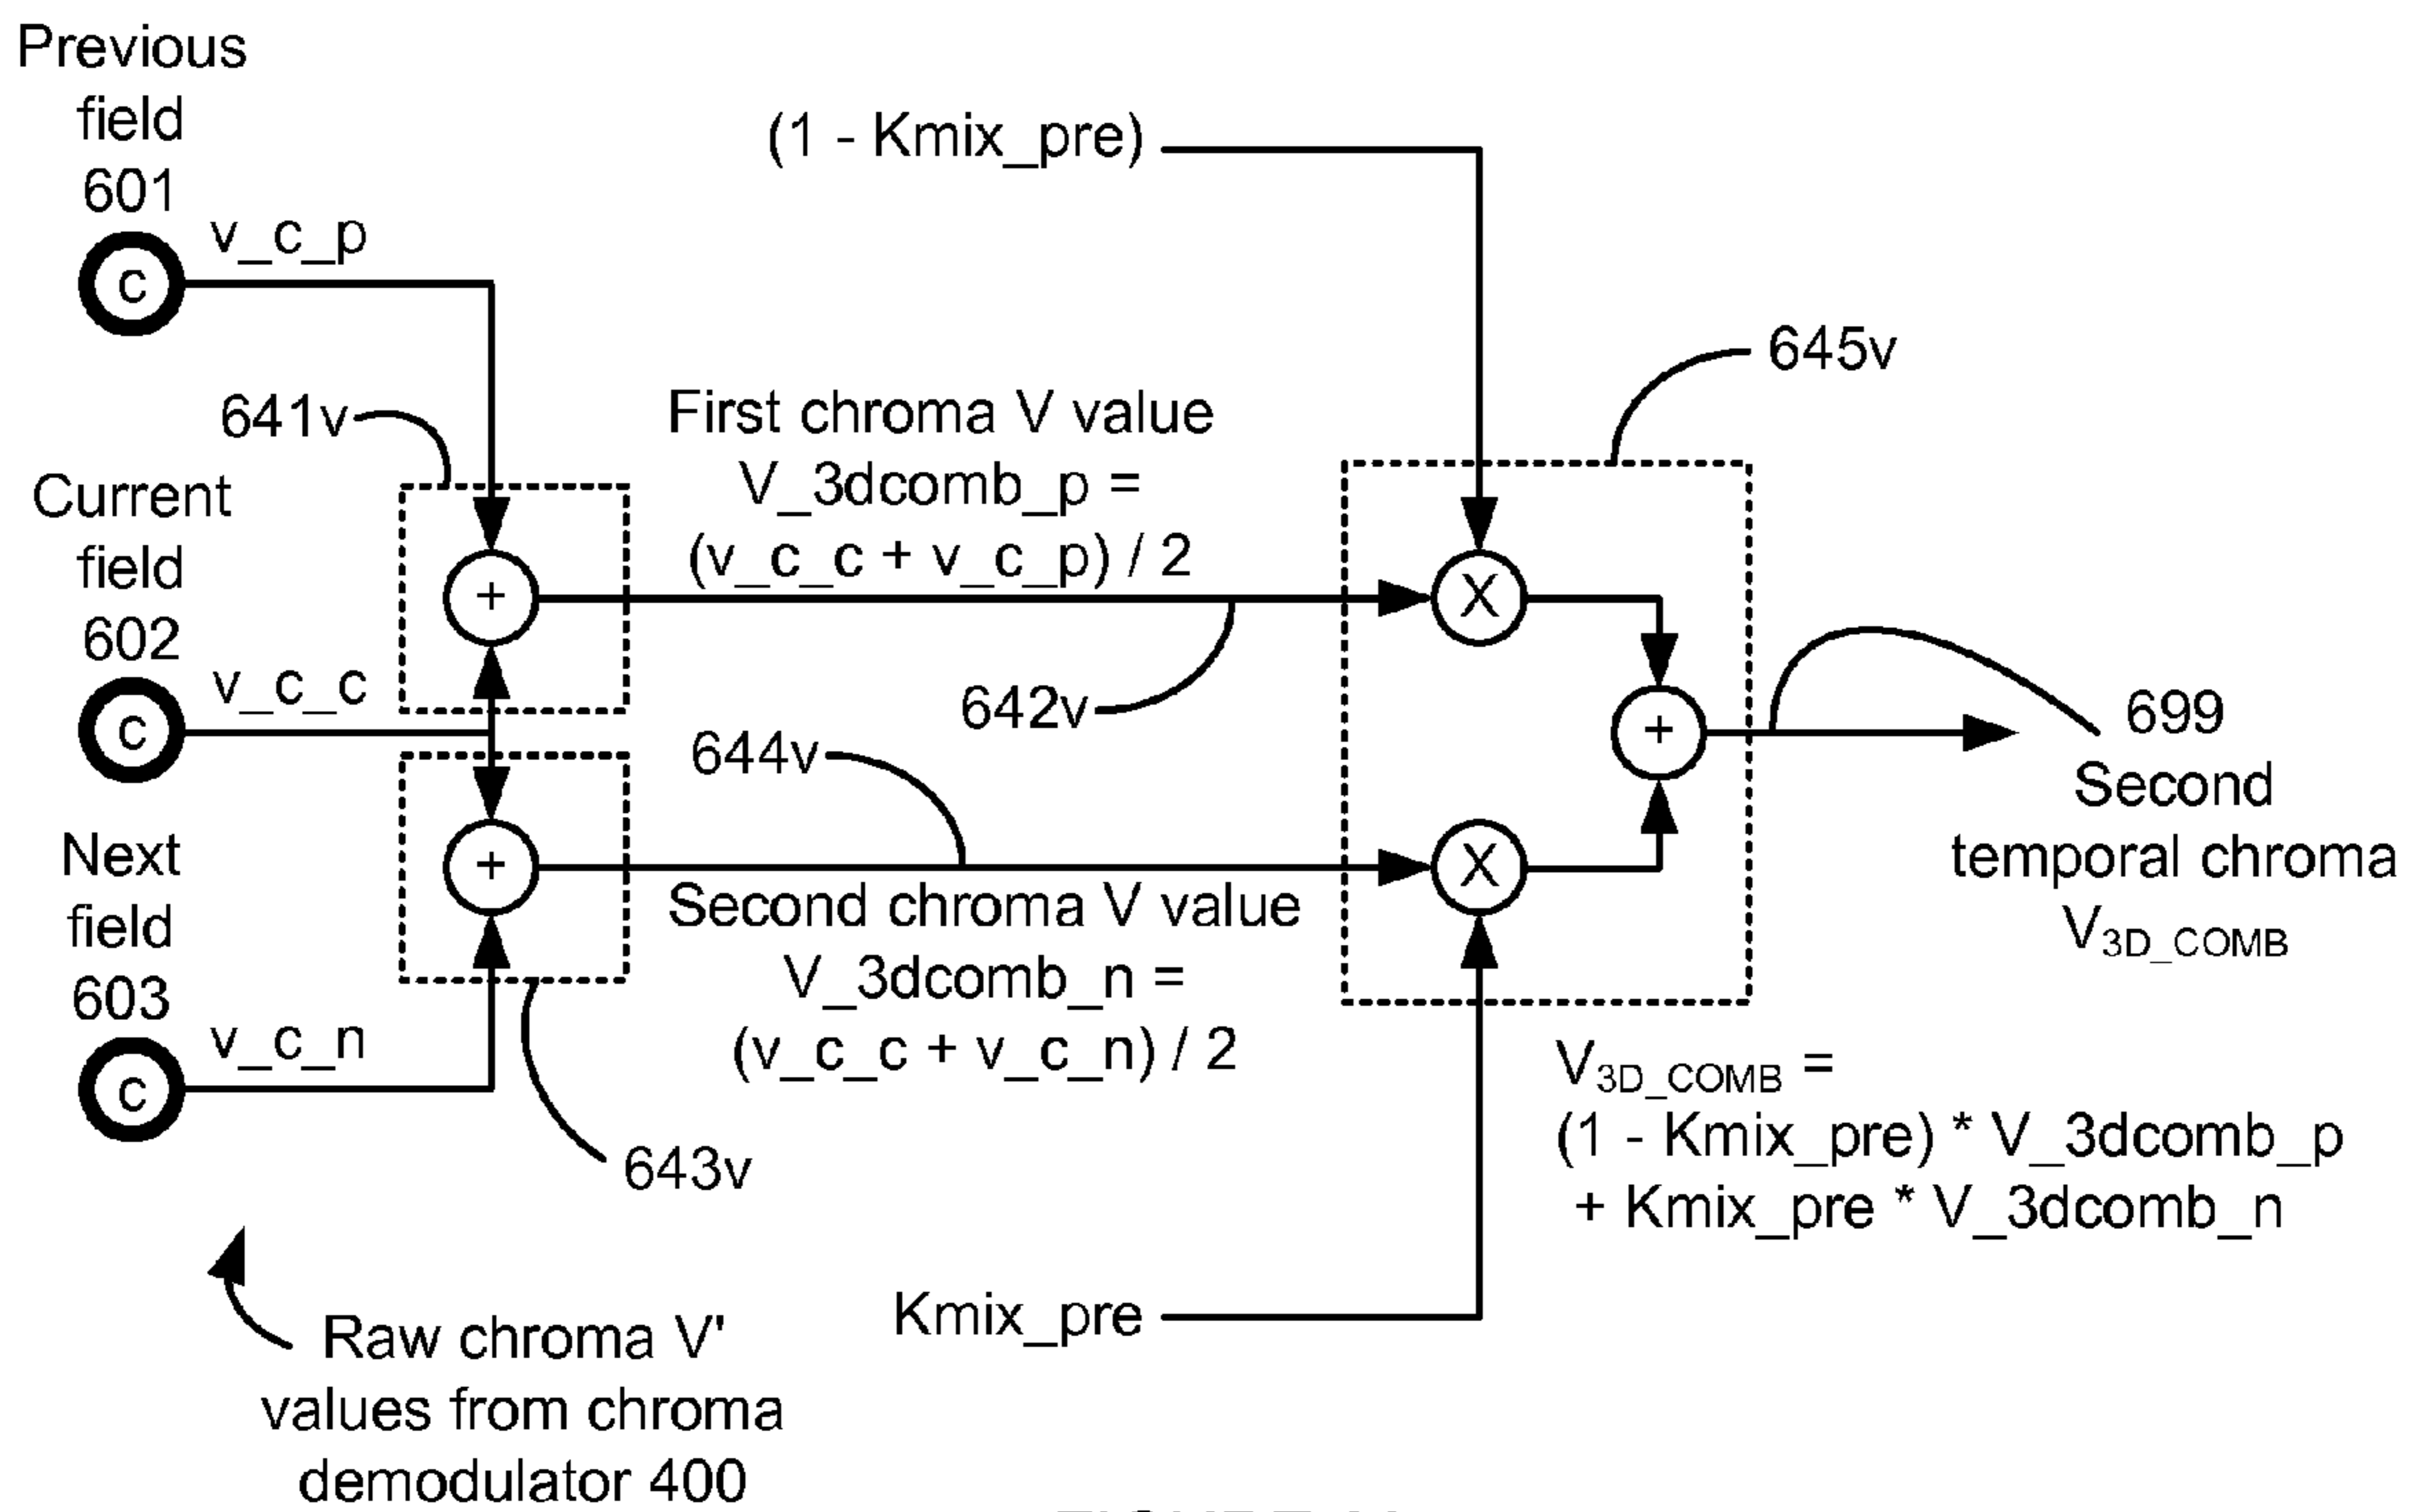 Previous
field
601
c
v_c_p
(1 - Kmix_pre)
645v
641v
First chroma V value
V_3dcomb_p =
(v_c_c + v_c_p) / 2
Current
field
602
c
v_c_c
+
X
642v
644v
+
699
Second
temporal chroma
V3D_COMB
Next
field
603
c
v_c_n
+
X
Second chroma V value
V_3dcomb_n =
(v_c_c + v_c_n) / 2
643v
V3D_COMB =
(1 - Kmix_pre) * V_3dcomb_p
+ Kmix_pre * V_3dcomb_n
Kmix_pre
Raw chroma V'
values from chroma
demodulator 400